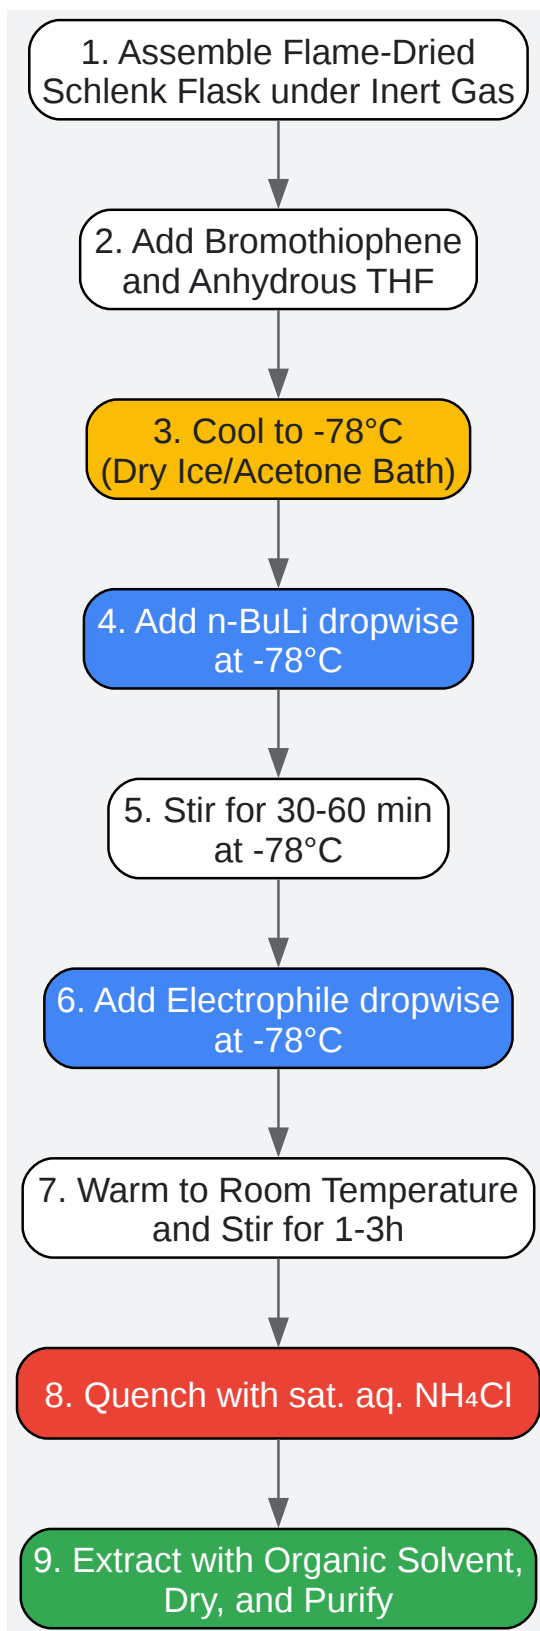 1. Assemble Flame-Dried
Schlenk Flask under Inert Gas
2. Add Bromothiophene
and Anhydrous THF
3. Cool to -78°C
(Dry Ice/Acetone Bath)
4. Add n-BuLi dropwise
at -78°C
5. Stir for 30-60 min
at -78°C
6. Add Electrophile dropwise
at -78°C
7. Warm to Room Temperature
and Stir for 1-3h
8. Quench with sat. aq. NH₄Cl
9. Extract with Organic Solvent,
Dry, and Purify